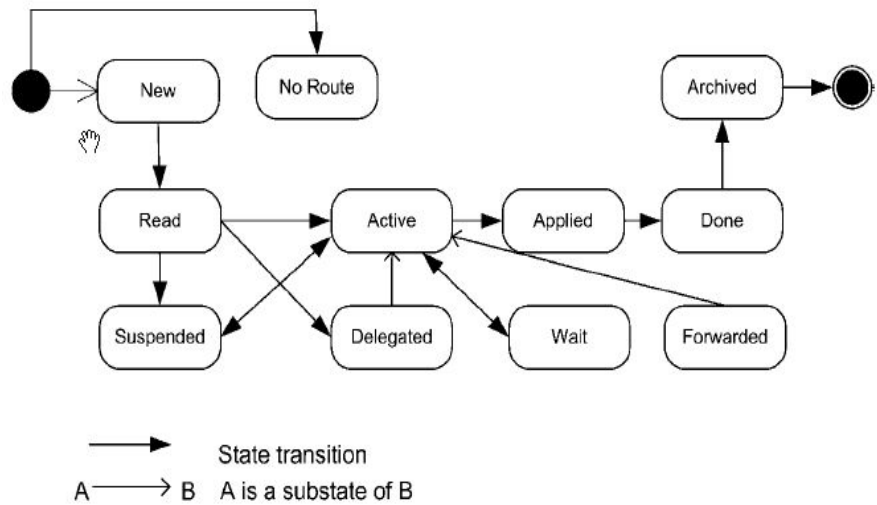 New
No Route
Archived
Read
Active
Applied
Done
Suspended
Delegated
Wait
Forwarded
State transition
A B A is a substate of B